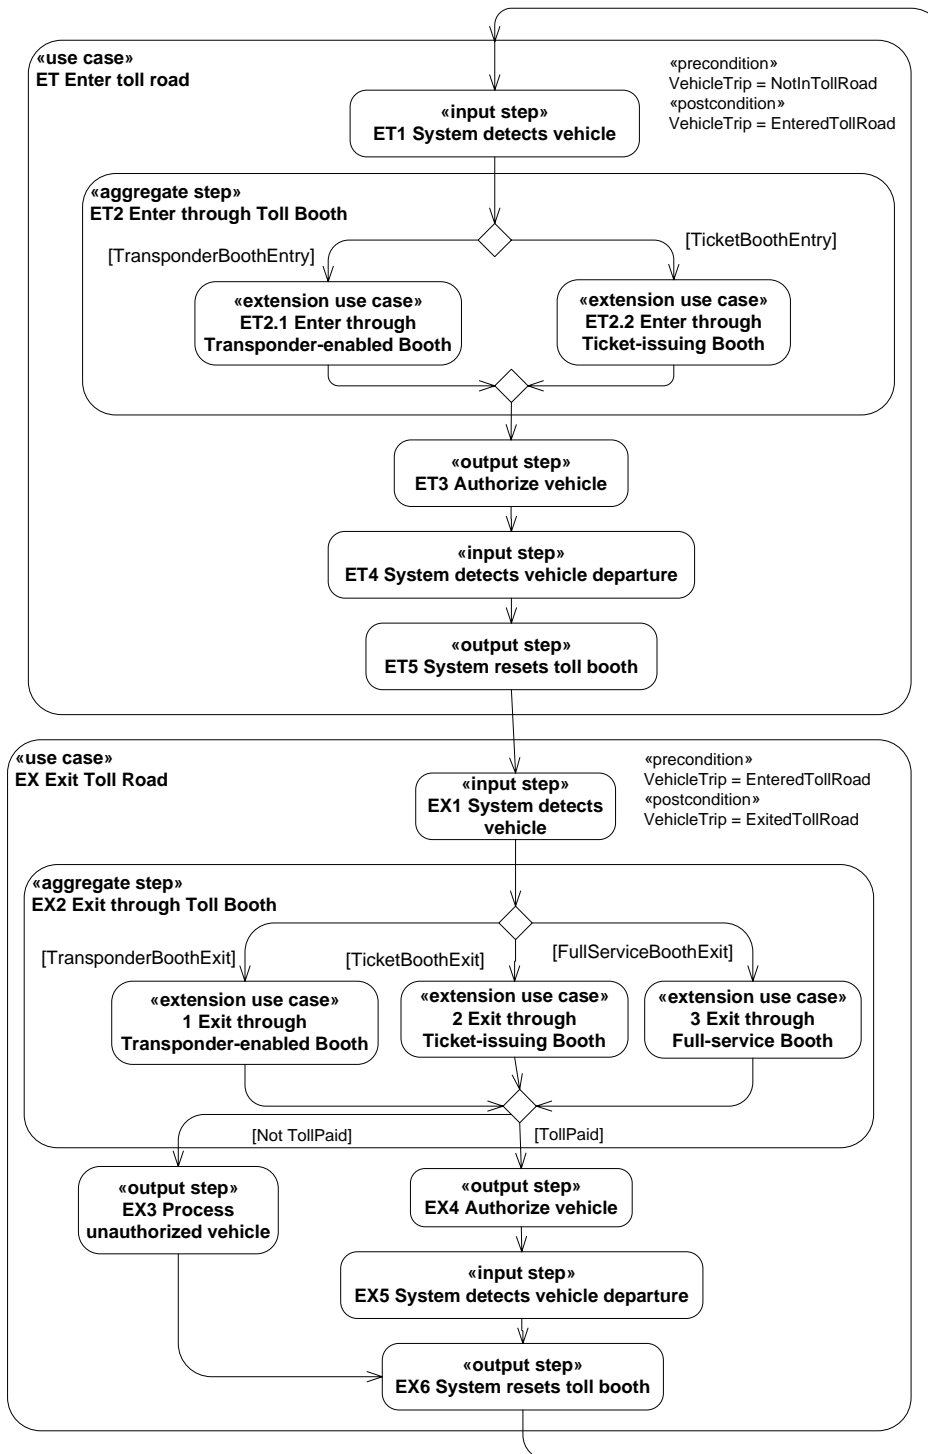 «use case»
ET Enter toll road
«precondition»
VehicleTrip = NotInTollRoad
«postcondition»
VehicleTrip = EnteredTollRoad
«input step»
ET1 System detects vehicle
«aggregate step»
ET2 Enter through Toll Booth
[TransponderBoothEntry]
[TicketBoothEntry]
«extension use case»
ET2.1 Enter through
Transponder-enabled Booth
«extension use case»
ET2.2 Enter through
Ticket-issuing Booth
«output step»
ET3 Authorize vehicle
«input step»
ET4 System detects vehicle departure
«output step»
ET5 System resets toll booth
«use case»
EX Exit Toll Road
«precondition»
VehicleTrip = EnteredTollRoad
«postcondition»
VehicleTrip = ExitedTollRoad
«input step»
EX1 System detects
vehicle
«aggregate step»
EX2 Exit through Toll Booth
[TransponderBoothExit]
[TicketBoothExit]
[FullServiceBoothExit]
«extension use case»
1 Exit through
Transponder-enabled Booth
«extension use case»
2 Exit through
Ticket-issuing Booth
«extension use case»
3 Exit through
Full-service Booth
[Not TollPaid]
[TollPaid]
«output step»
EX3 Process
unauthorized vehicle
«output step»
EX4 Authorize vehicle
«input step»
EX5 System detects vehicle departure
«output step»
EX6 System resets toll booth